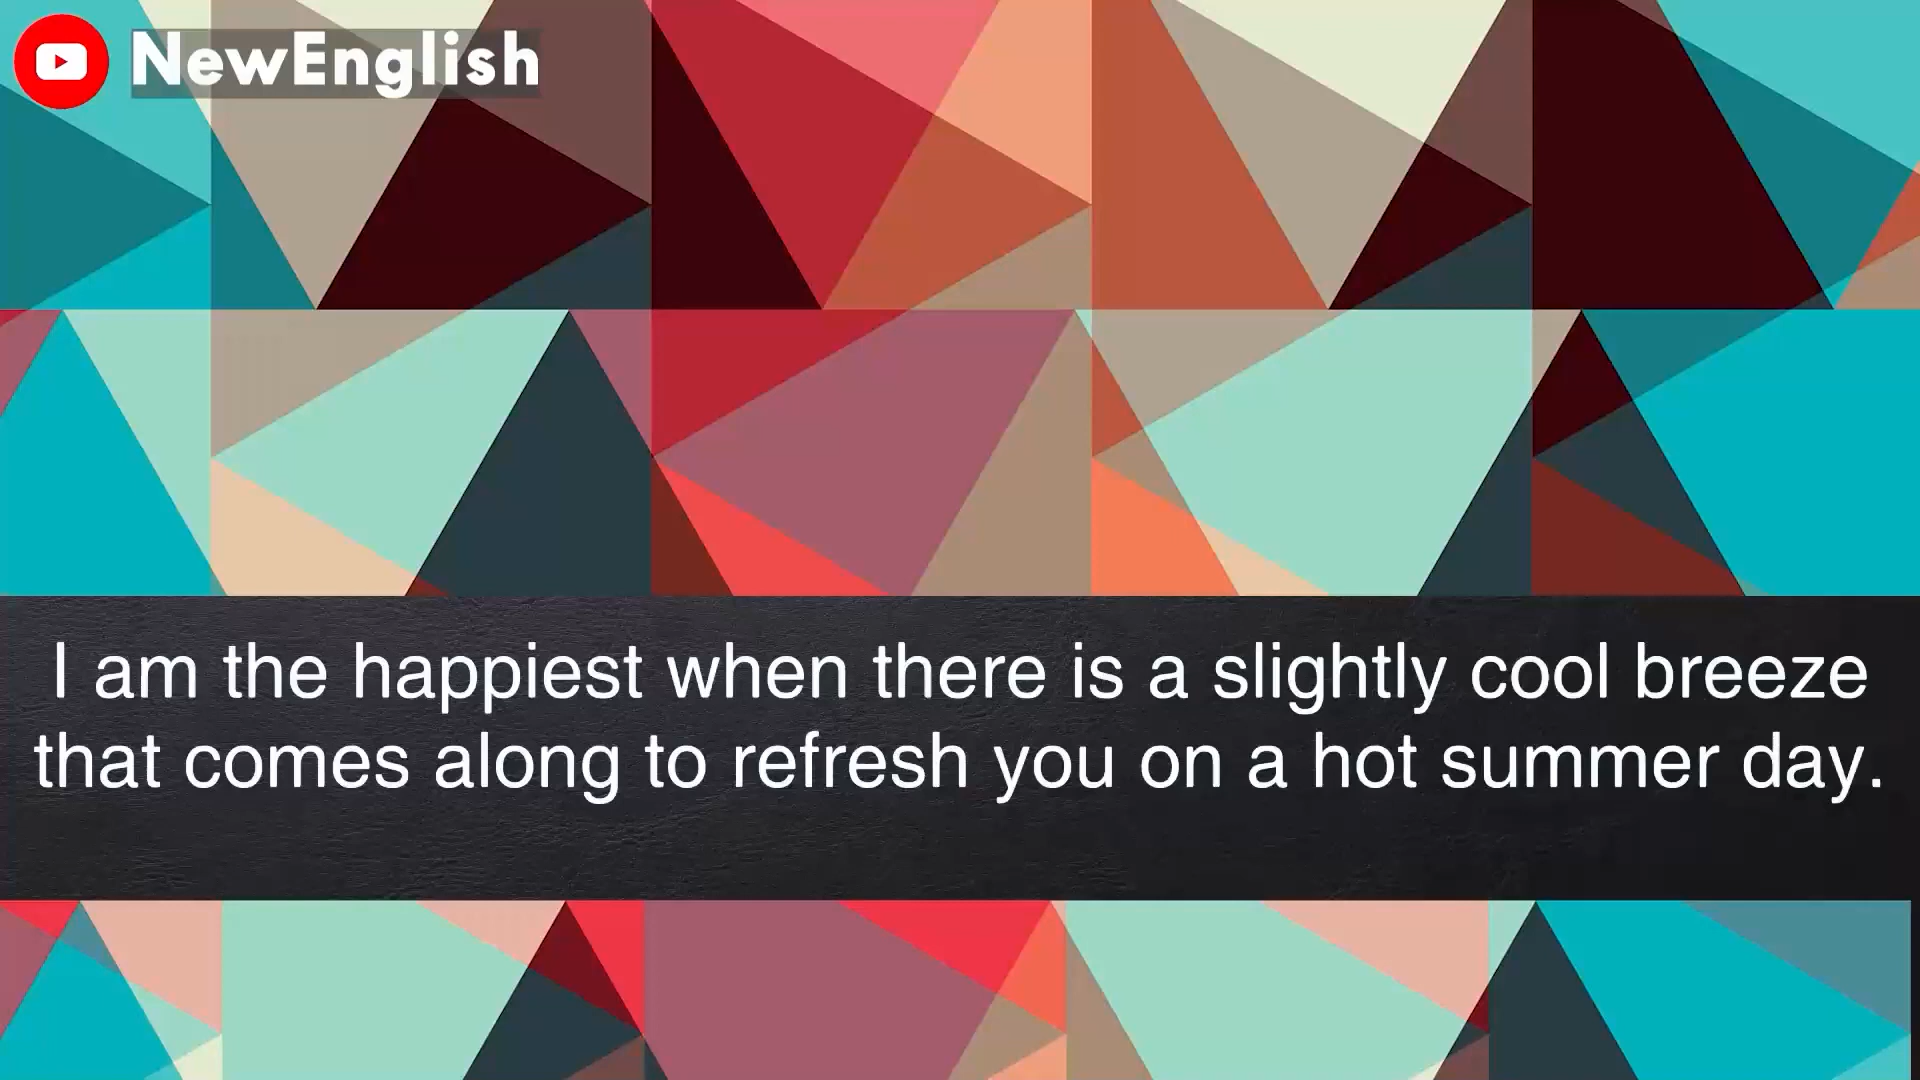 NewEnglish
I am the happiest when there is a slightly cool breeze
that comes along to refresh you on a hot summer day.